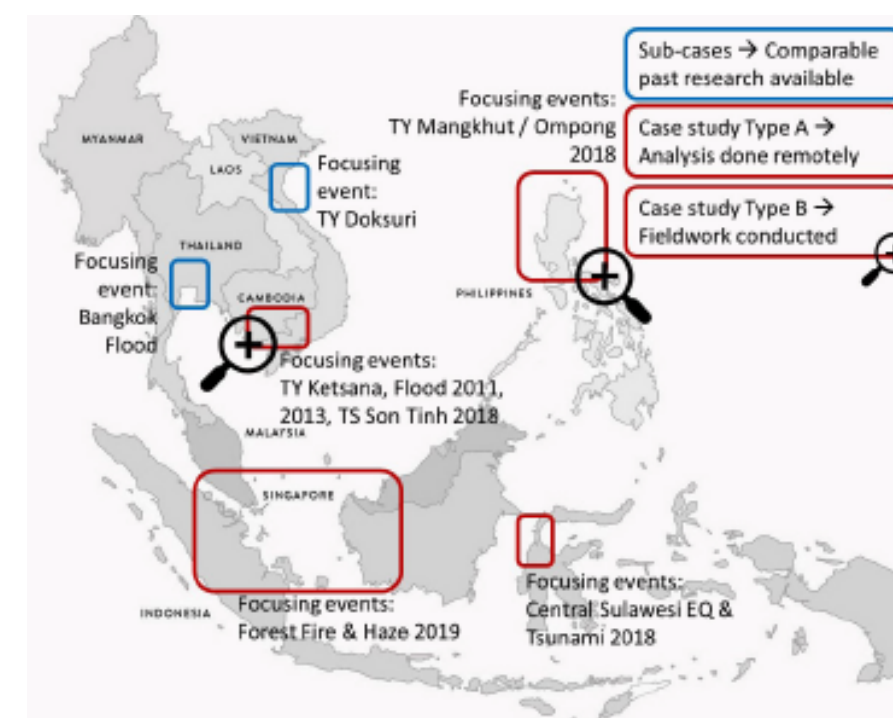 Sub-cases → Comparable
past research available
Focusing events:
TY Mangkhut / Ompong
2018
Case study Type A →
Analysis done remotely
Case study Type B →
Fieldwork conducted
MYANMAR
VIETNAM
LAOS
Focusing
event:
TY Doksuri
THAILAND
Focusing
event:
Bangkok
Flood
CAMBODIA
PHILIPPINES
Focusing events:
TY Ketsana, Flood 2011,
2013, TS Son Tinh 2018
MALAYSIA
SINGAPORE
INDONESIA
Focusing events:
Forest Fire & Haze 2019
Focusing events:
Central Sulawesi EQ &
Tsunami 2018